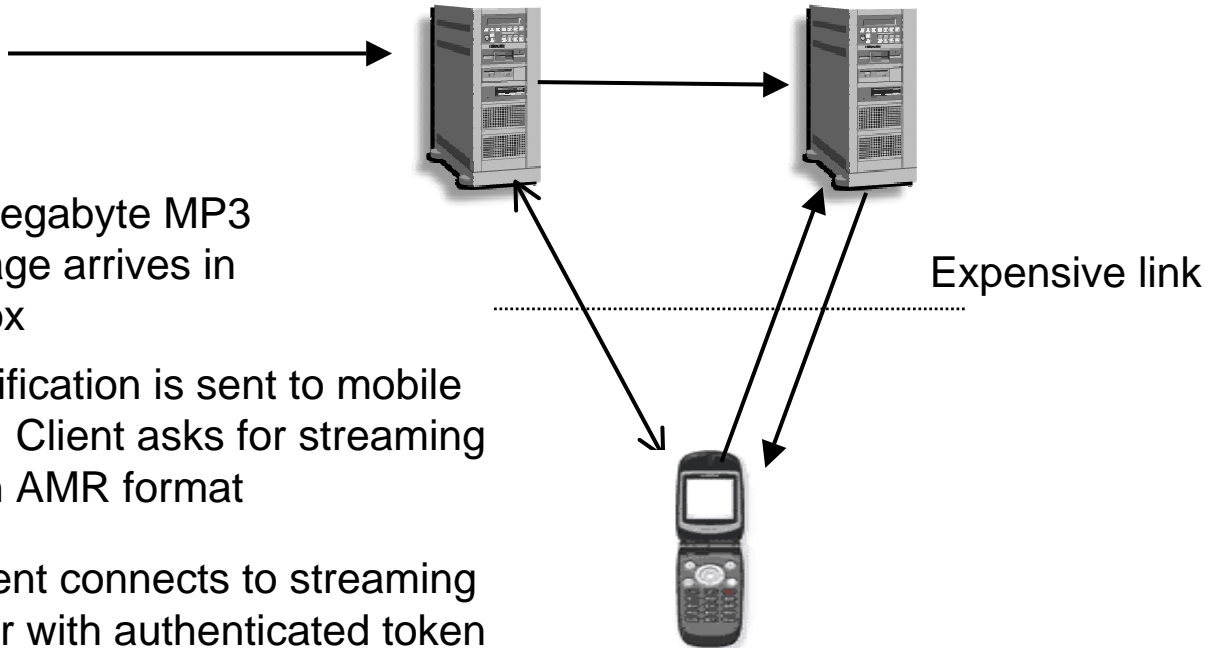 egabyte MP3
age arrives in
ox
Expensive link
ification is sent to mobile
Client asks for streaming
AMR format
ent connects to streaming
r with authenticated token